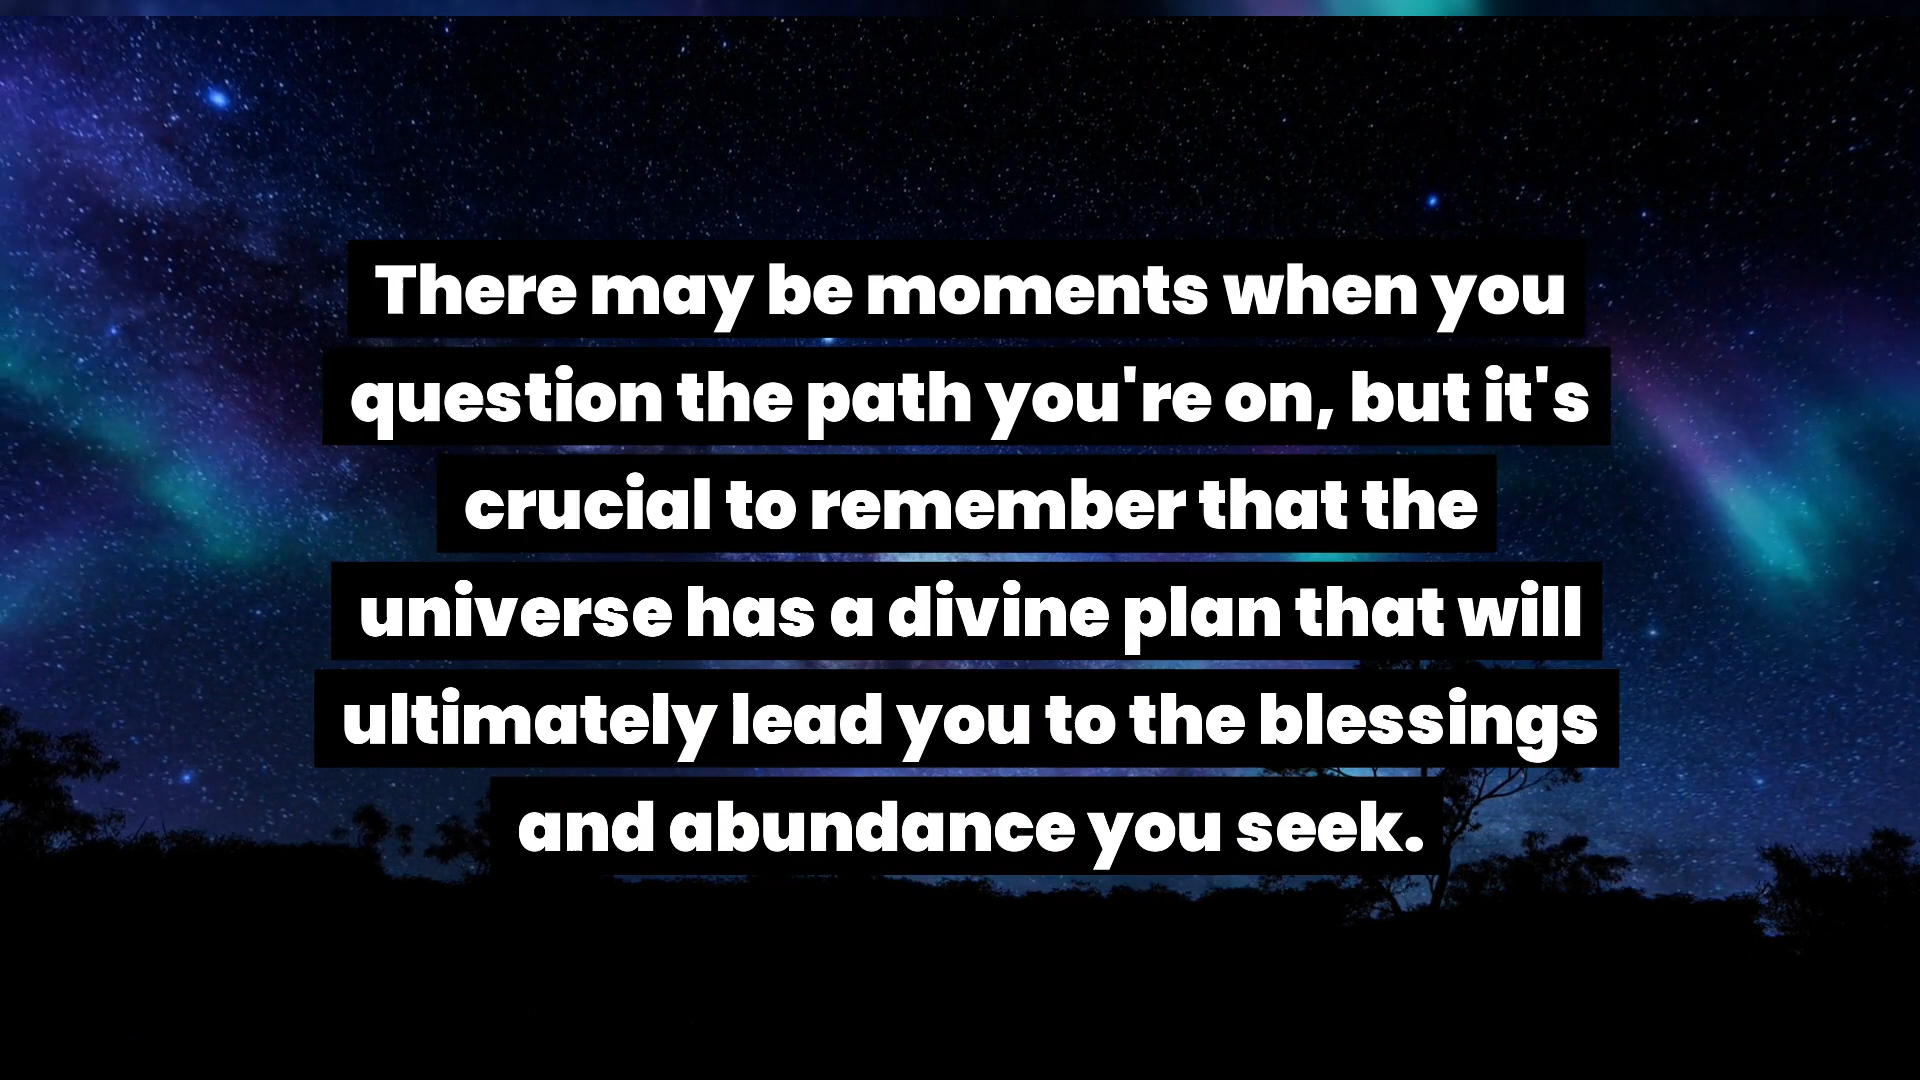 There may be moments when you
question the path you're on, but it's
crucial to remember that the
universe has a divine plan that will
ultimately lead you to the blessings
and abundance you seek.